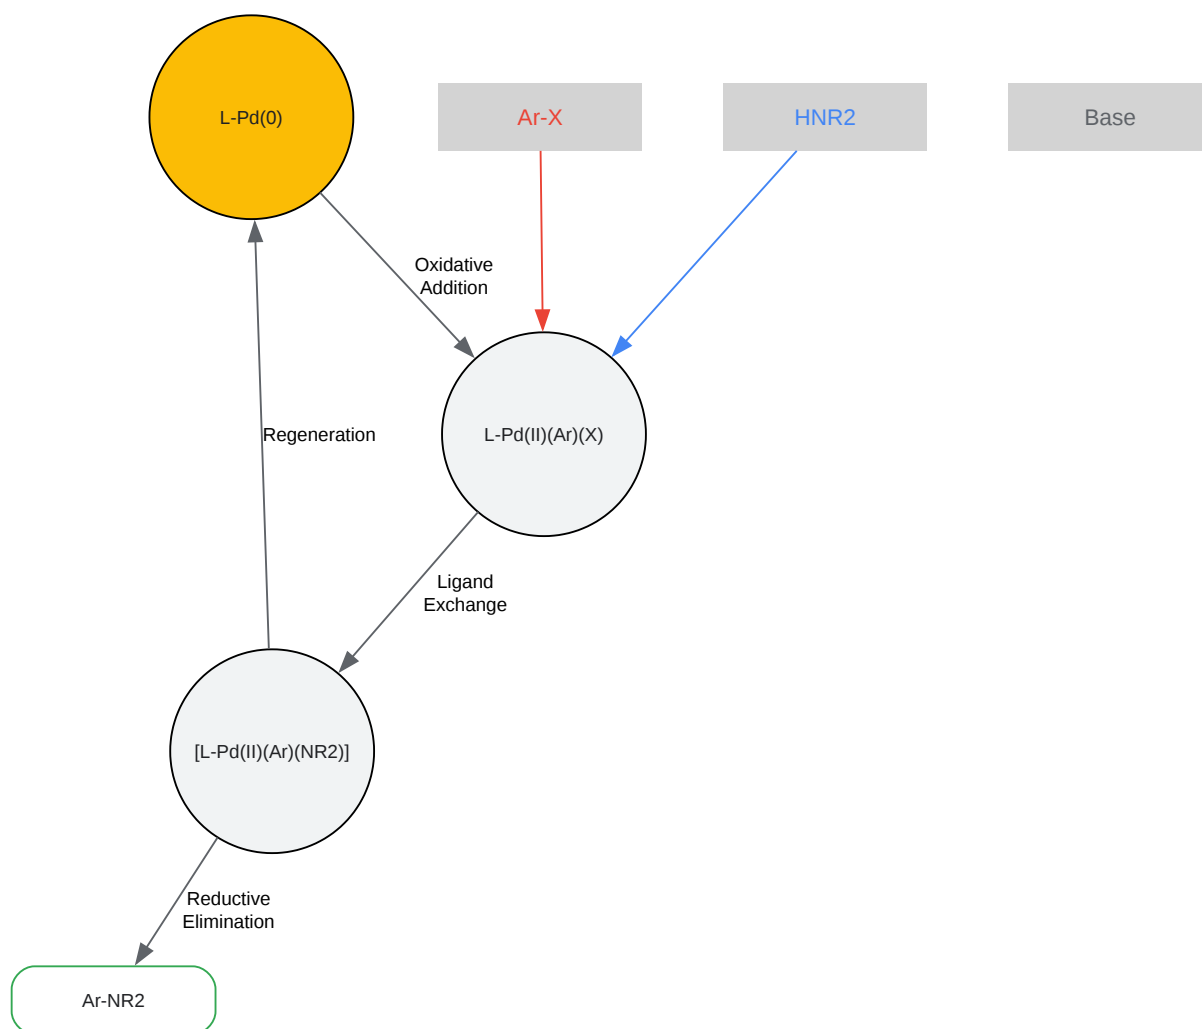 L-Pd(0)
Ar-X
HNR2
Base
Oxidative
Addition
L-Pd(II)(Ar)(X)
Regeneration
Ligand
Exchange
[L-Pd(II)(Ar)(NR2)]
Reductive
Elimination
Ar-NR2